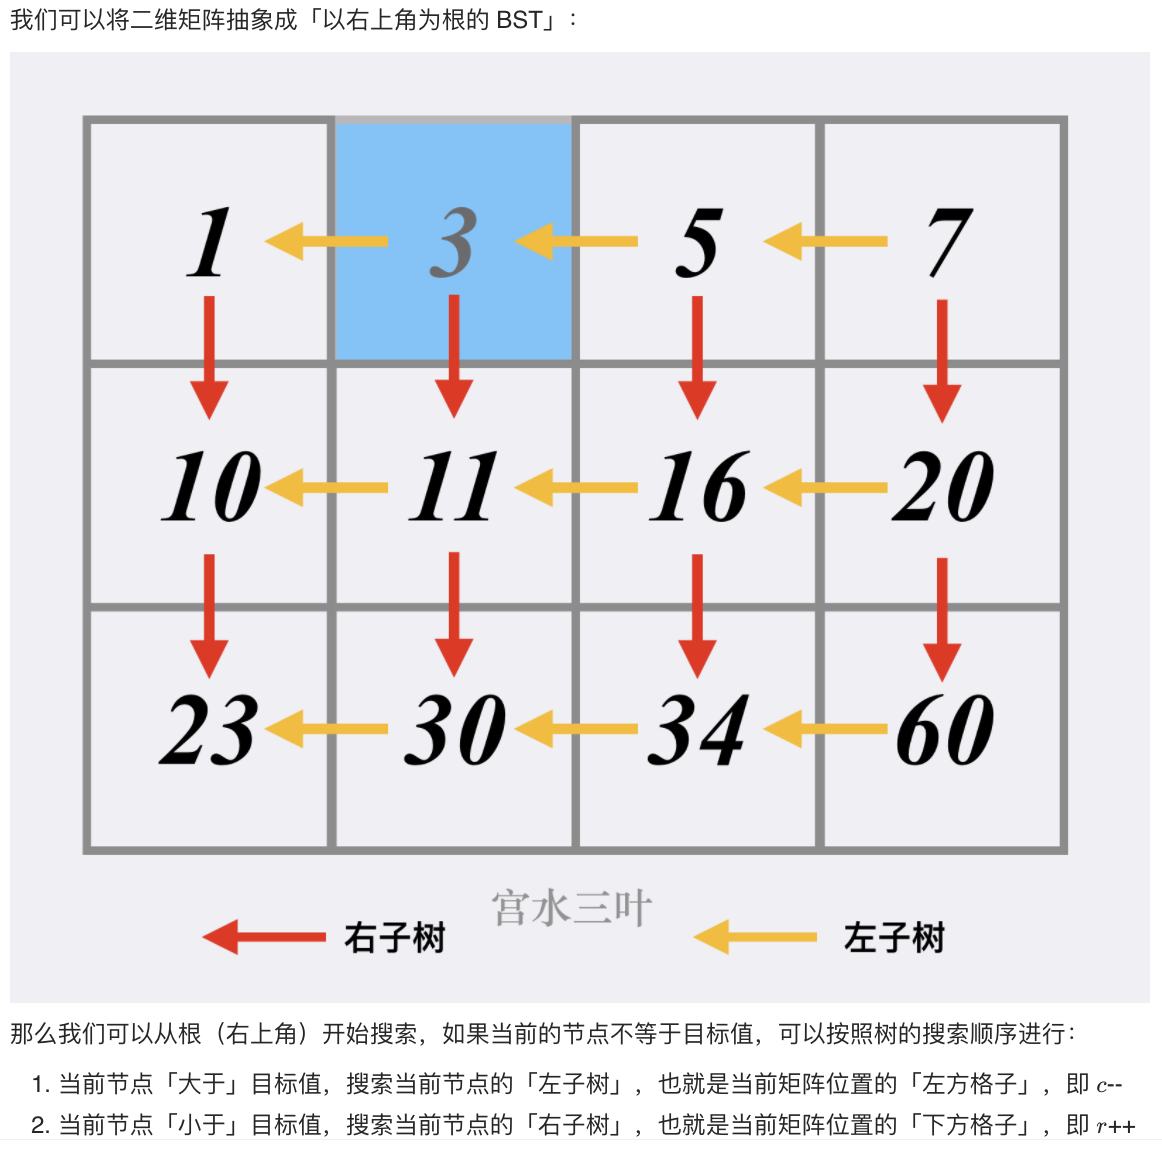 我们可以将二维矩阵抽象成「以右上角为根的 BST」：
1 3 5 7
10 11 16 20
23 30 34 60
宫水三叶
右子树 左子树
那么我们可以从根（右上角）开始搜索，如果当前的节点不等于目标值，可以按照树的搜索顺序进行：
1. 当前节点「大于」目标值，搜索当前节点的「左子树」，也就是当前矩阵位置的「左方格子」，即 c--
2. 当前节点「小于」目标值，搜索当前节点的「右子树」，也就是当前矩阵位置的「下方格子」，即 r++